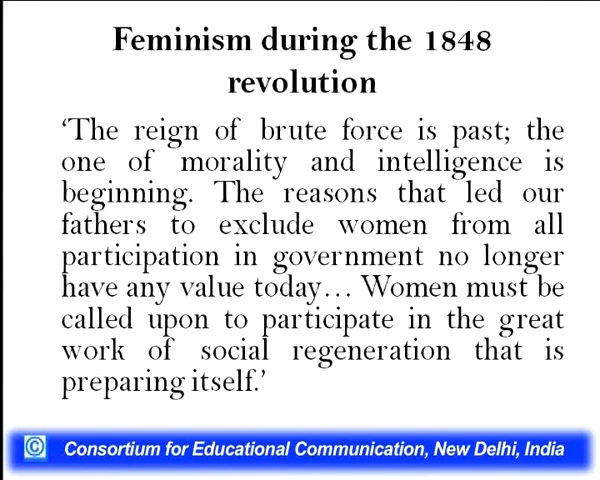 Feminism during the 1848
revolution
‘The reign of brute force is past; the
one of morality and intelligence is
beginning. The reasons that led our
fathers to exclude women from all
participation in government no longer
have any value today… Women must be
called upon to participate in the great
work of social regeneration that is
preparing itself.’
© Consortium for Educational Communication, New Delhi, India